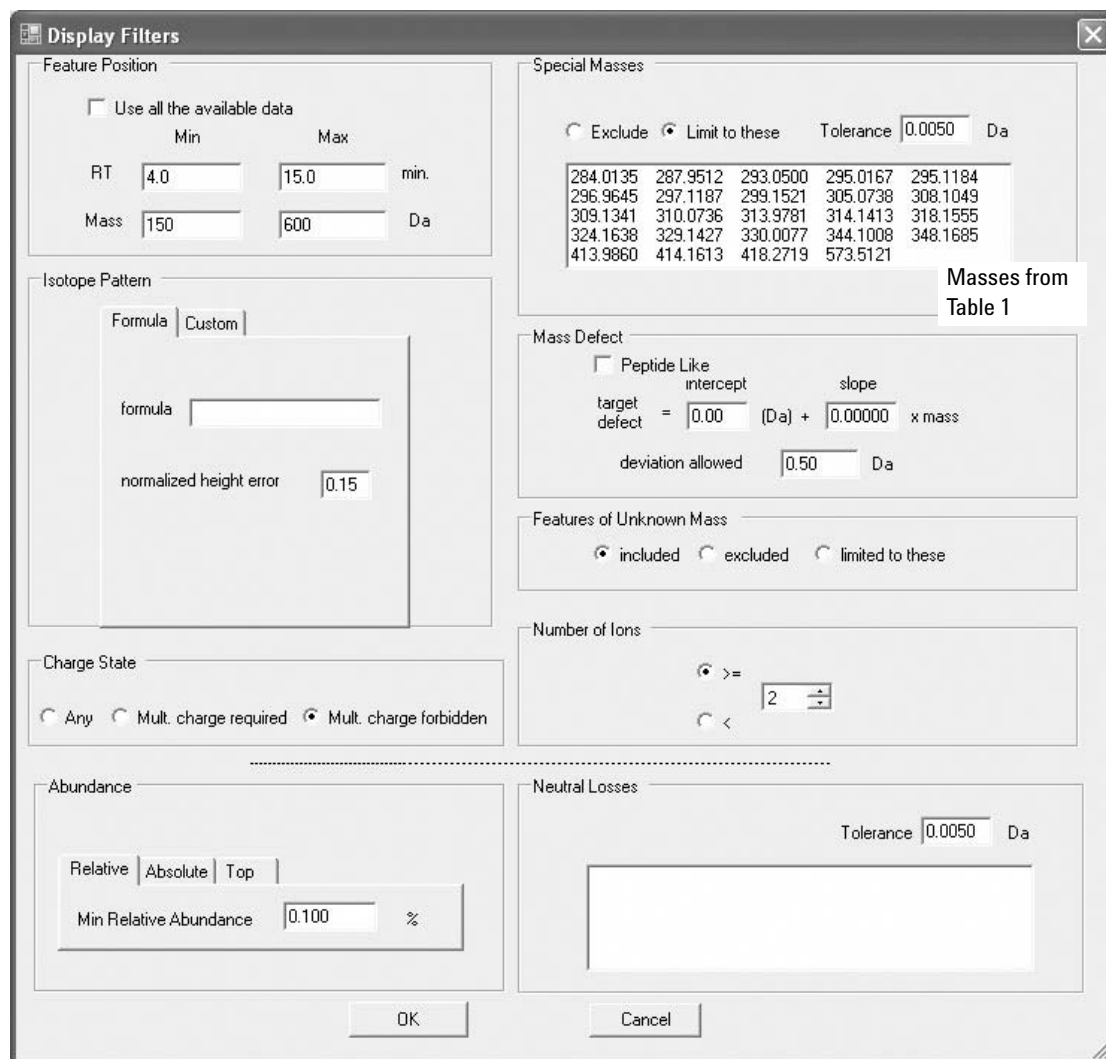 Display Filters
Feature Position
Use all the available data
Min Max
RT 4.0 15.0 min.
Mass 150 600 Da
Isotope Pattern
Formula Custom
formula
normalized height error 0.15
Charge State
Any Mult. charge required Mult. charge forbidden
Abundance
Relative Absolute Top
Min Relative Abundance 0.100 %
Special Masses
Exclude Limit to these Tolerance 0.0050 Da
284.0135 287.9512 293.0500 295.0167 295.1184
296.9645 297.1187 299.1521 305.0738 308.1049
309.1341 310.0736 313.9781 314.1413 318.1555
324.1638 329.1427 330.0077 344.1008 348.1685
413.9860 414.1613 418.2719 573.5121
Masses from
Table 1
Mass Defect
Peptide Like
intercept slope
target
defect = 0.00 (Da) + 0.00000 x mass
deviation allowed 0.50 Da
Features of Unknown Mass
included excluded limited to these
Number of Ions
>=
2
<
Neutral Losses
Tolerance 0.0050 Da
OK Cancel